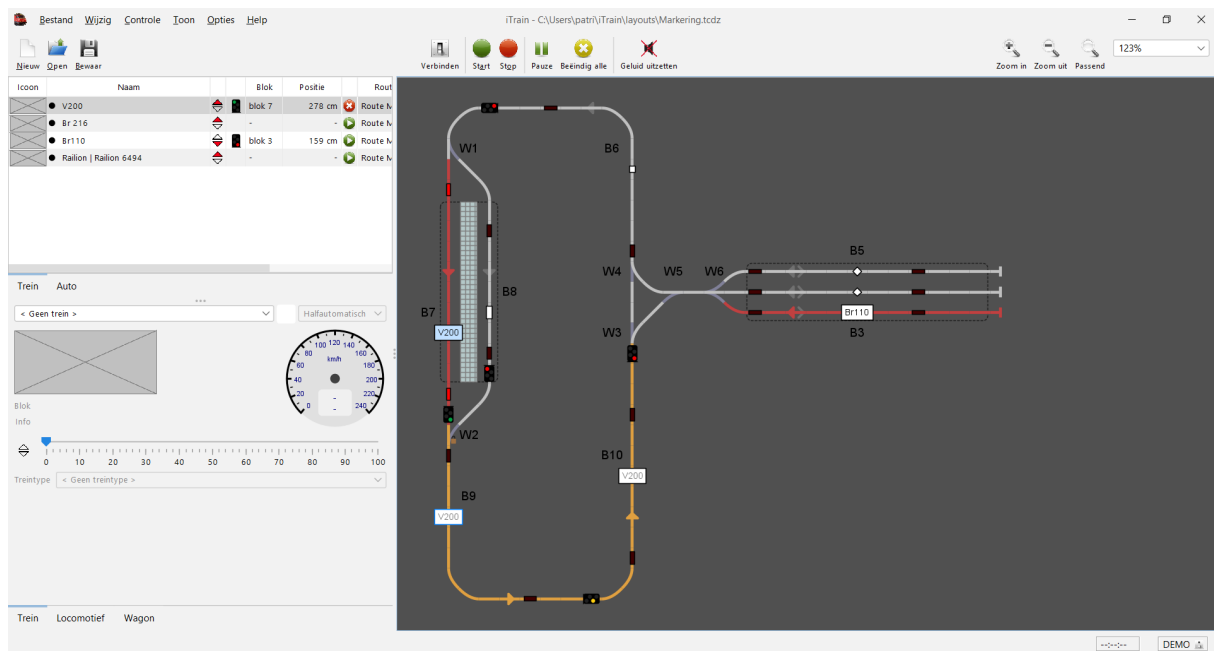 iTrain - C:\Users\patri\iTrain\layouts\Markering.tcdz
Bestand Wijzig Controle Toon Opties Help
Nieuw Open Bewaar Verbinden Start Stop Pauze Beëindig alle Geluid uitzetten Zoom in Zoom uit Passend 123%
Icoon Naam Blok Positie Rout
V200 blok 7 278 cm Route M
Br 216 - - Route M
Br110 blok 3 159 cm Route M
Railion | Railion 6494 - - Route M
Trein Auto
< Geen trein > Halfautomatisch
0 20 40 60 80 100 120 140 160 180 200 220 240
km/h
-
-
Blok
Info
0 10 20 30 40 50 60 70 80 90 100
Treintype < Geen treintype >
Trein Locomotief Wagon
W1
B6
B5
W4 W5 W6
B8
B7
V200
Br110
W3
B3
W2
B10
V200
B9
V200
--:--:-- DEMO